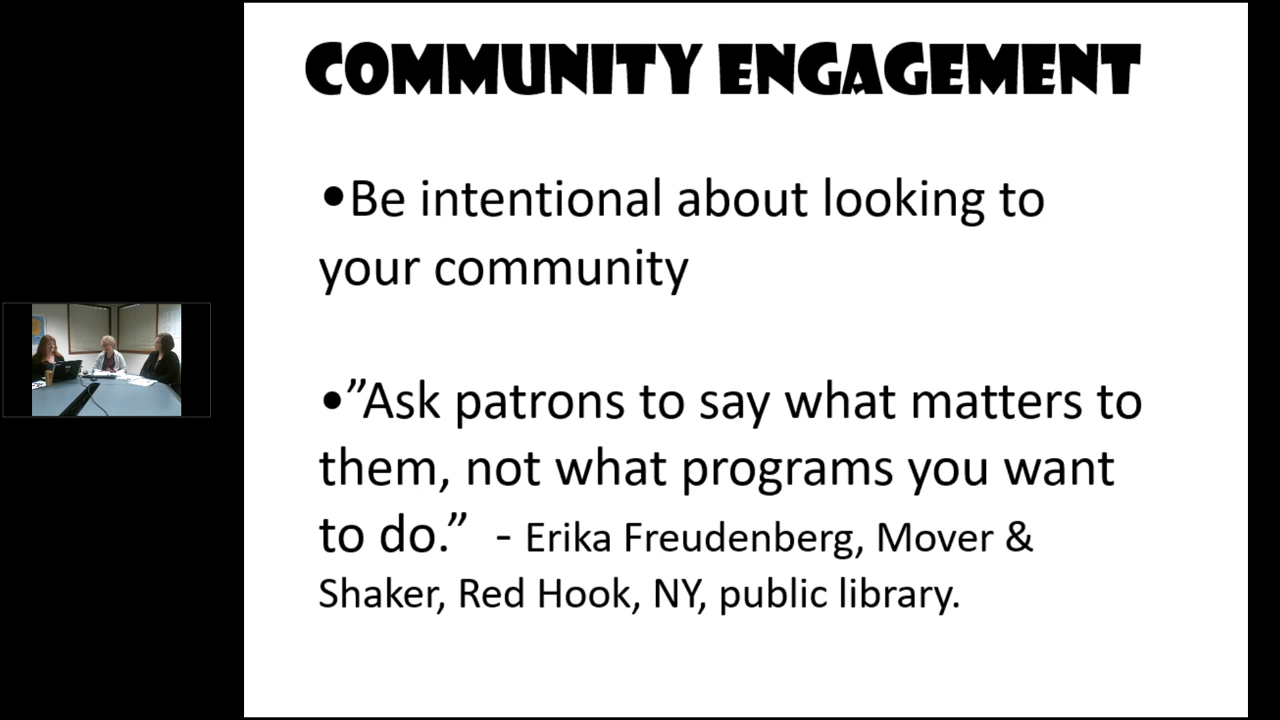 COMMUNITY ENGAGEMENT
•Be intentional about looking to
your community
•”Ask patrons to say what matters to
them, not what programs you want
to do.” - Erika Freudenberg, Mover &
Shaker, Red Hook, NY, public library.